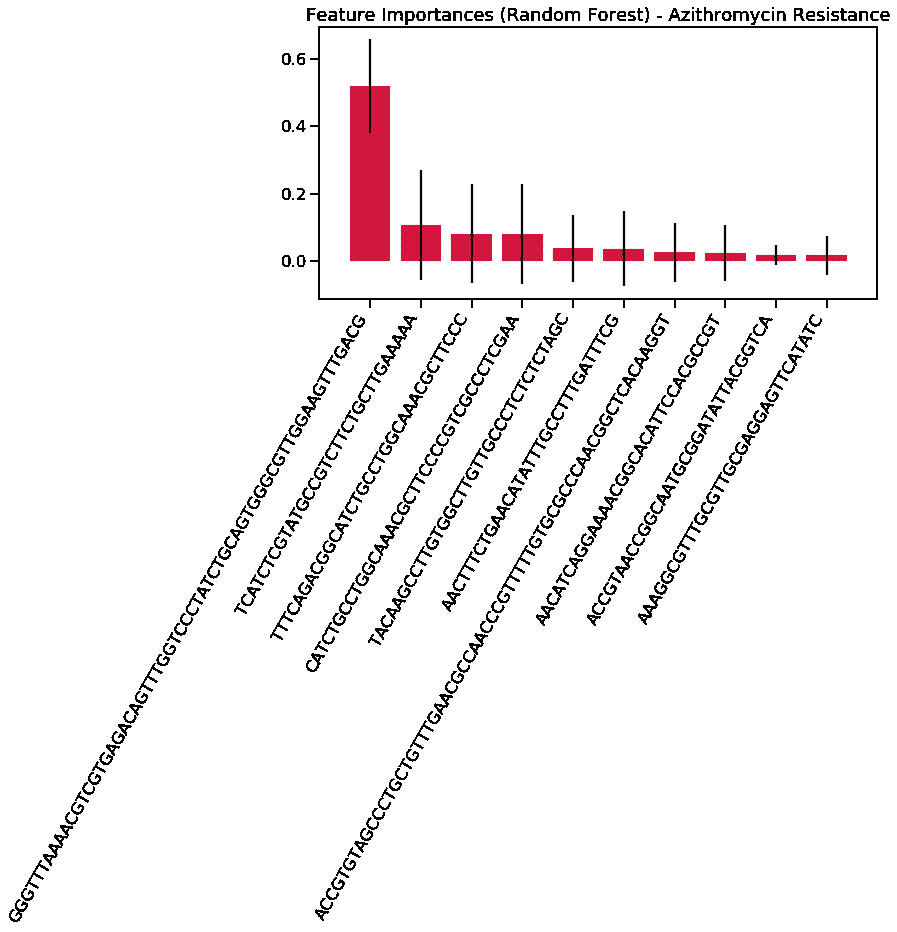 Feature Importances (Random Forest) - Azithromycin Resistance
0.6
0.4
0.2
0.0
GGGTTTAAAACGTCGTGAGACAGTTTGGTCCCTATCTGCAGTGGGCGTTGGAAGTTTGACG
TCATCTCGTATGCCGTCTTCTGCTTGAAAAA
TTTCAGACGGCATCTGCCTGGCAAACGCTTCCC
CATCTGCCTGGCAAACGCTTCCCCGTCGCCCTCGAA
TACAAGCCTTGTGGCTTGTTGCCCTCTCTCTAGC
AACTTTCTGAACATATTTGCCTTTGATTTCG
ACCGTGTAGCCCTGCTGTTTGAACGCCAACCCGTTTTTGTGCGCCCAACGGCTCACAAGGT
AACATCAGGAAAACGGCACATTCCACGCCGT
ACCGTAACCGGCAATGCGGATATTACGGTCA
AAAGGCGTTTGCGTTGCGAGGAGTTCATATC